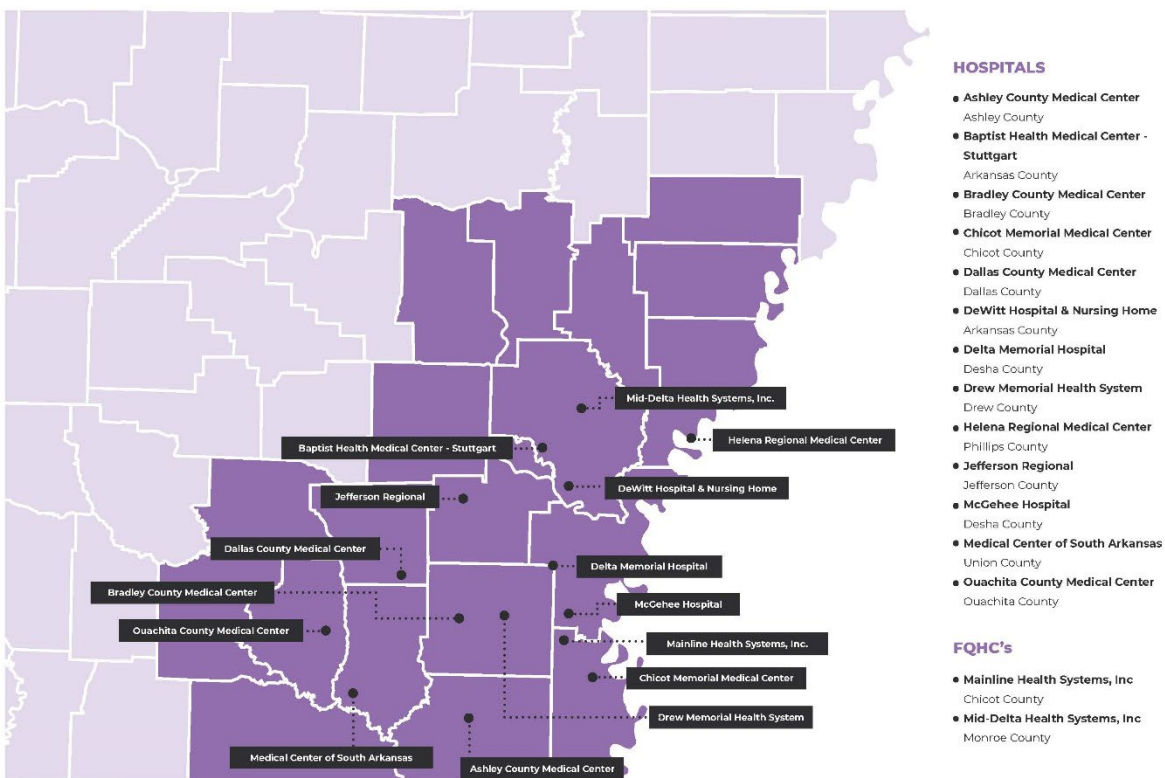 Mid-Delta Health Systems, Inc.
Helena Regional Medical Center
Baptist Health Medical Center - Stuttgart
DeWitt Hospital & Nursing Home
Jefferson Regional
Dallas County Medical Center
Delta Memorial Hospital
Bradley County Medical Center
McGehee Hospital
Ouachita County Medical Center
Mainline Health Systems, Inc.
Chicot Memorial Medical Center
Drew Memorial Health System
Medical Center of South Arkansas
Ashley County Medical Center
HOSPITALS
• Ashley County Medical Center
Ashley County
• Baptist Health Medical Center -
Stuttgart
Arkansas County
• Bradley County Medical Center
Bradley County
• Chicot Memorial Medical Center
Chicot County
• Dallas County Medical Center
Dallas County
• DeWitt Hospital & Nursing Home
Arkansas County
• Delta Memorial Hospital
Desha County
• Drew Memorial Health System
Drew County
• Helena Regional Medical Center
Phillips County
• Jefferson Regional
Jefferson County
• McGehee Hospital
Desha County
• Medical Center of South Arkansas
Union County
• Ouachita County Medical Center
Ouachita County
FQHC’s
• Mainline Health Systems, Inc
Chicot County
• Mid-Delta Health Systems, Inc
Monroe County